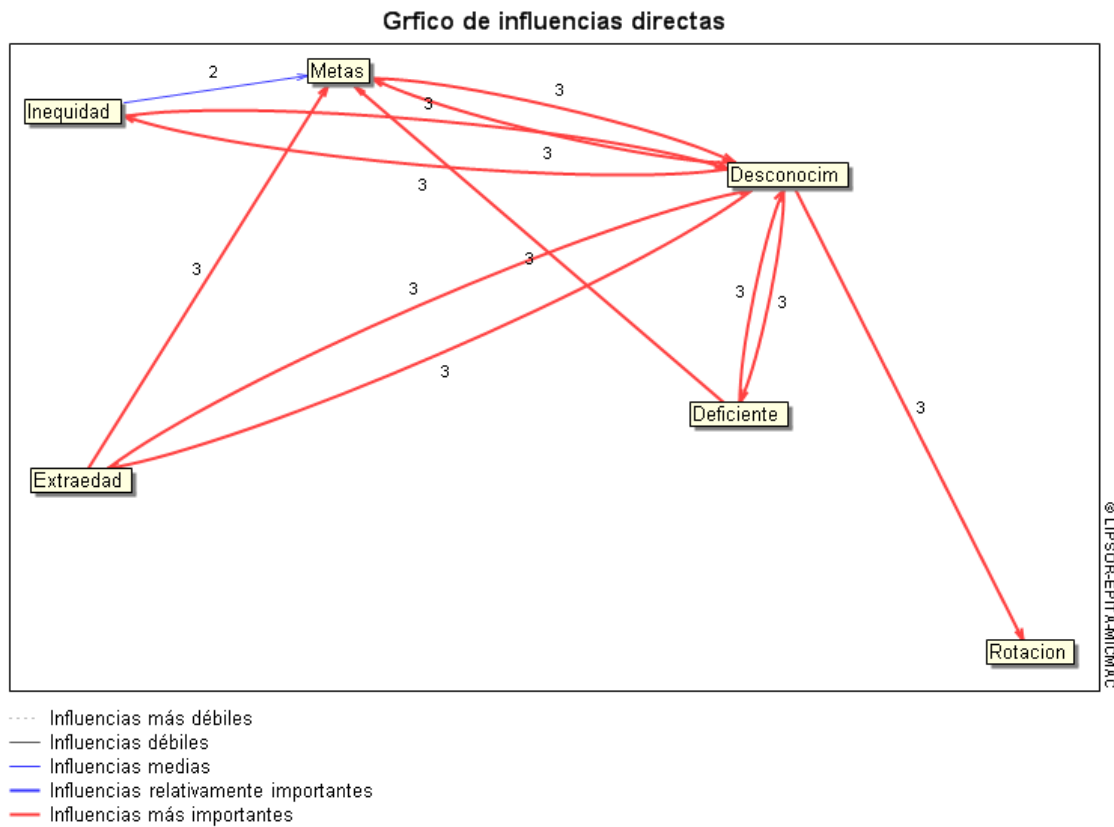 Grfico de influencias directas
2
Metas
3
3
Inequidad
3
3
Desconocim
3
3
3
3
3
3
Deficiente
3
Extraedad
Rotacion
© LIPSOR-EPITA-MICMAC
Influencias más débiles
Influencias débiles
Influencias medias
Influencias relativamente importantes
Influencias más importantes